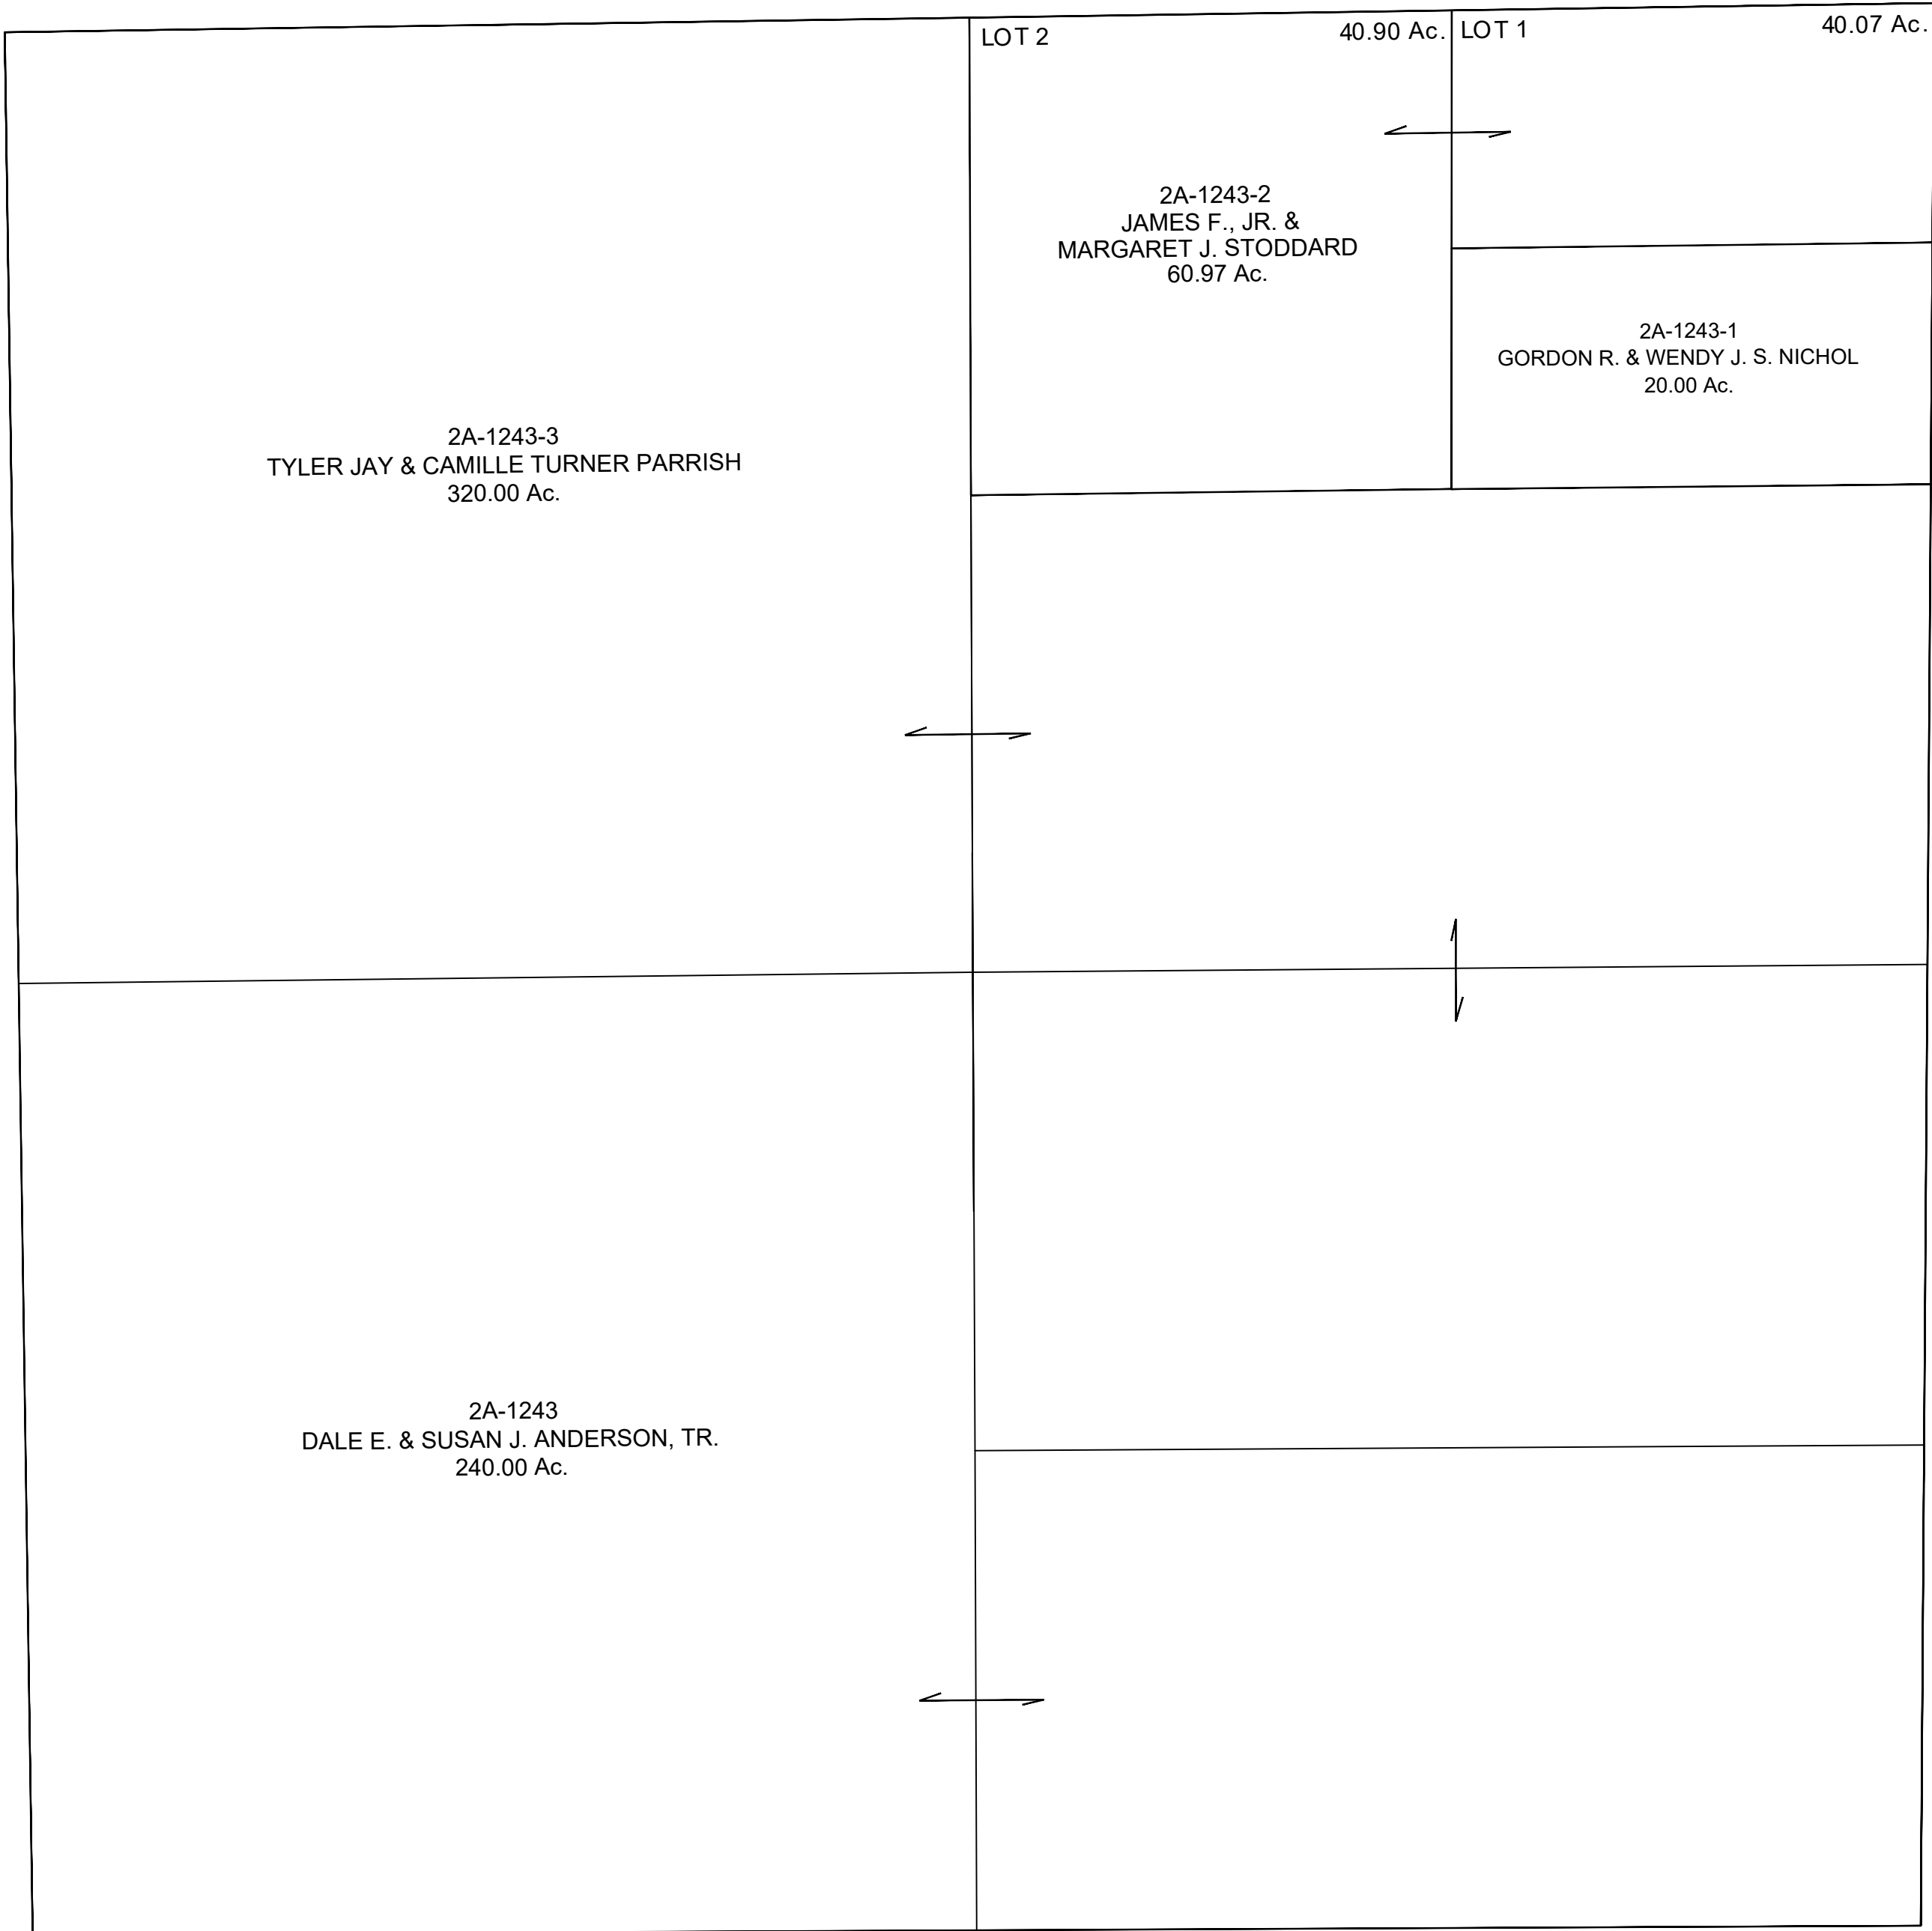 LOT 2
40.90 Ac.
LOT 1
40.07 Ac.
2A-1243-2
JAMES F., JR. &
MARGARET J. STODDARD
60.97 Ac.
2A-1243-1
GORDON R. & WENDY J. S. NICHOL
20.00 Ac.
2A-1243-3
TYLER JAY & CAMILLE TURNER PARRISH
320.00 Ac.
2A-1243
DALE E. & SUSAN J. ANDERSON, TR.
240.00 Ac.